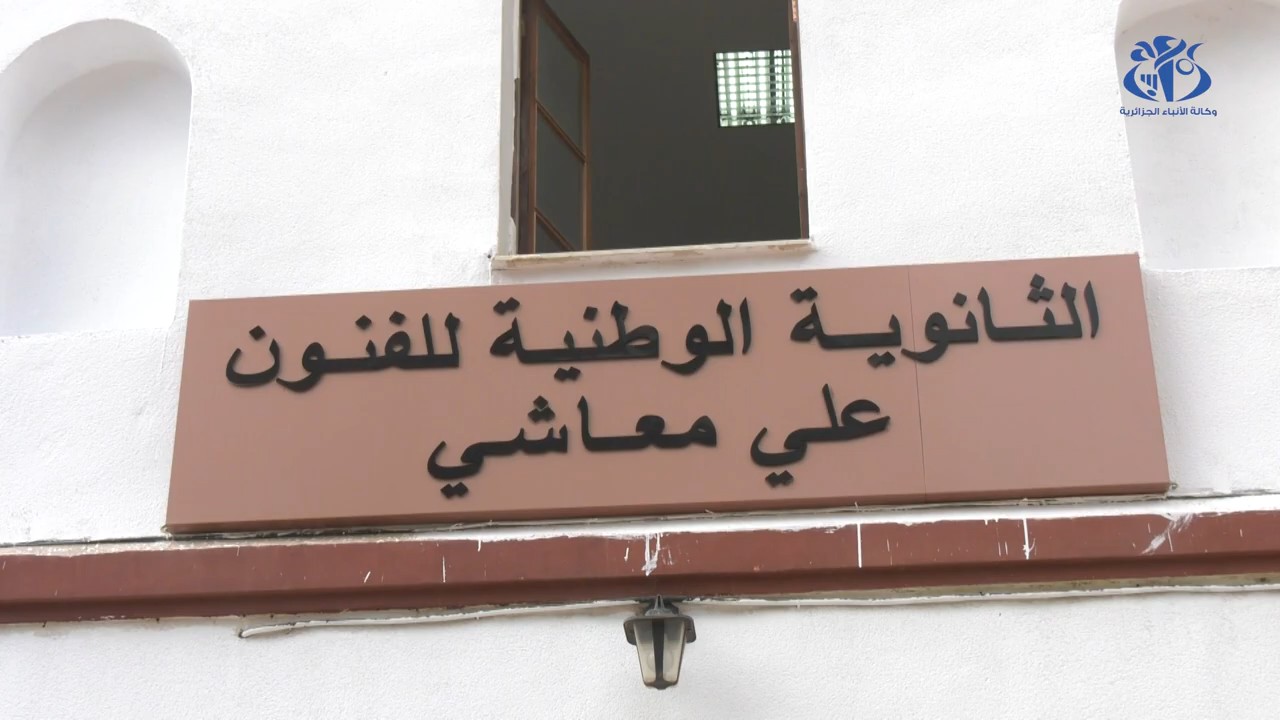 وكالة الأنباء الجزائرية
الثانوية الوطنية للفنون
علي معاشي